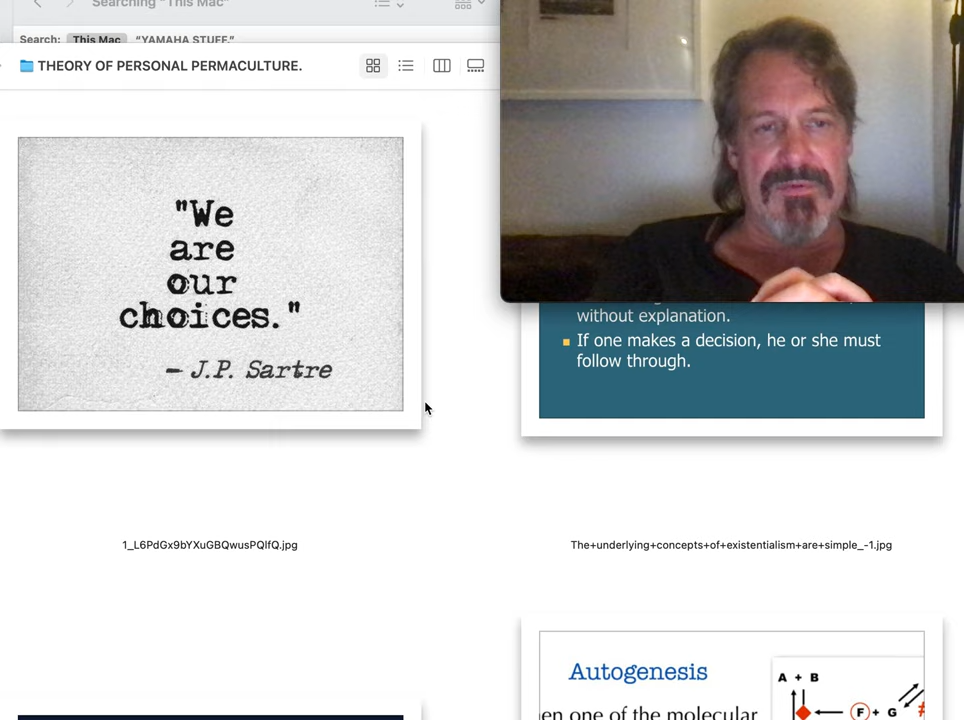 Searching "This Mac"
Search: This Mac "YAMAHA STUFF."
THEORY OF PERSONAL PERMACULTURE.
"We
are
our
choices."
— J.P. Sartre
without explanation.
If one makes a decision, he or she must
follow through.
1_L6PdGx9bYXuGBQwusPQlfQ.jpg
The+underlying+concepts+of+existentialism+are+simple_-1.jpg
Autogenesis
A + B
en one of the molecular
F + G